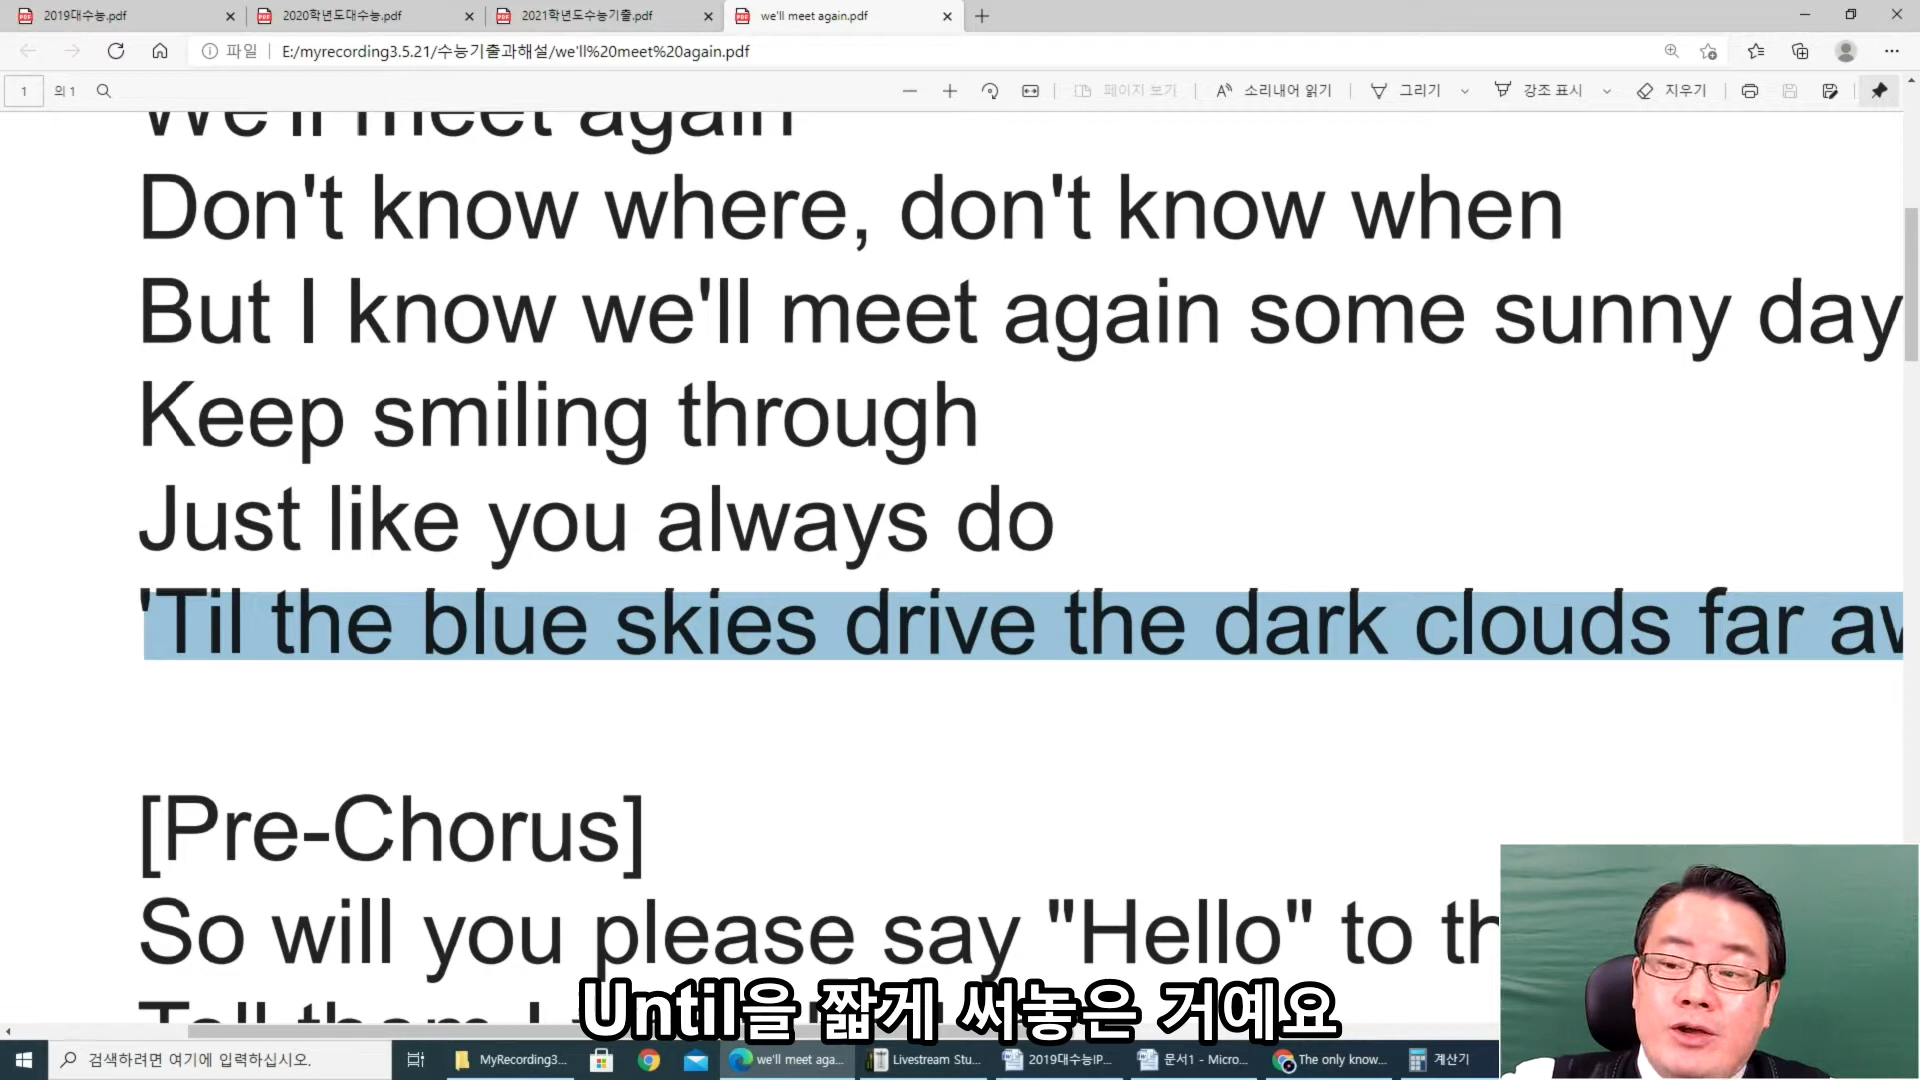 2019대수능.pdf
2020학년도대수능.pdf
2021학년도수능기출.pdf
we'll meet again.pdf
파일 E:/myrecording3.5.21/수능기출과해설/we'll%20meet%20again.pdf
1 의 1
페이지 보기
소리내어 읽기
그리기
강조 표시
지우기
We'll meet again
Don't know where, don't know when
But I know we'll meet again some sunny day
Keep smiling through
Just like you always do
'Til the blue skies drive the dark clouds far
[Pre-Chorus]
So will you please say "Hello" to
Until을 짧게 써놓은 거예요
검색하려면 여기에 입력하십시오.
MyRecording3...
we'll meet aga...
Livestream Stu...
2019대수능IP...
문서1 - Micro...
The only know...
계산기